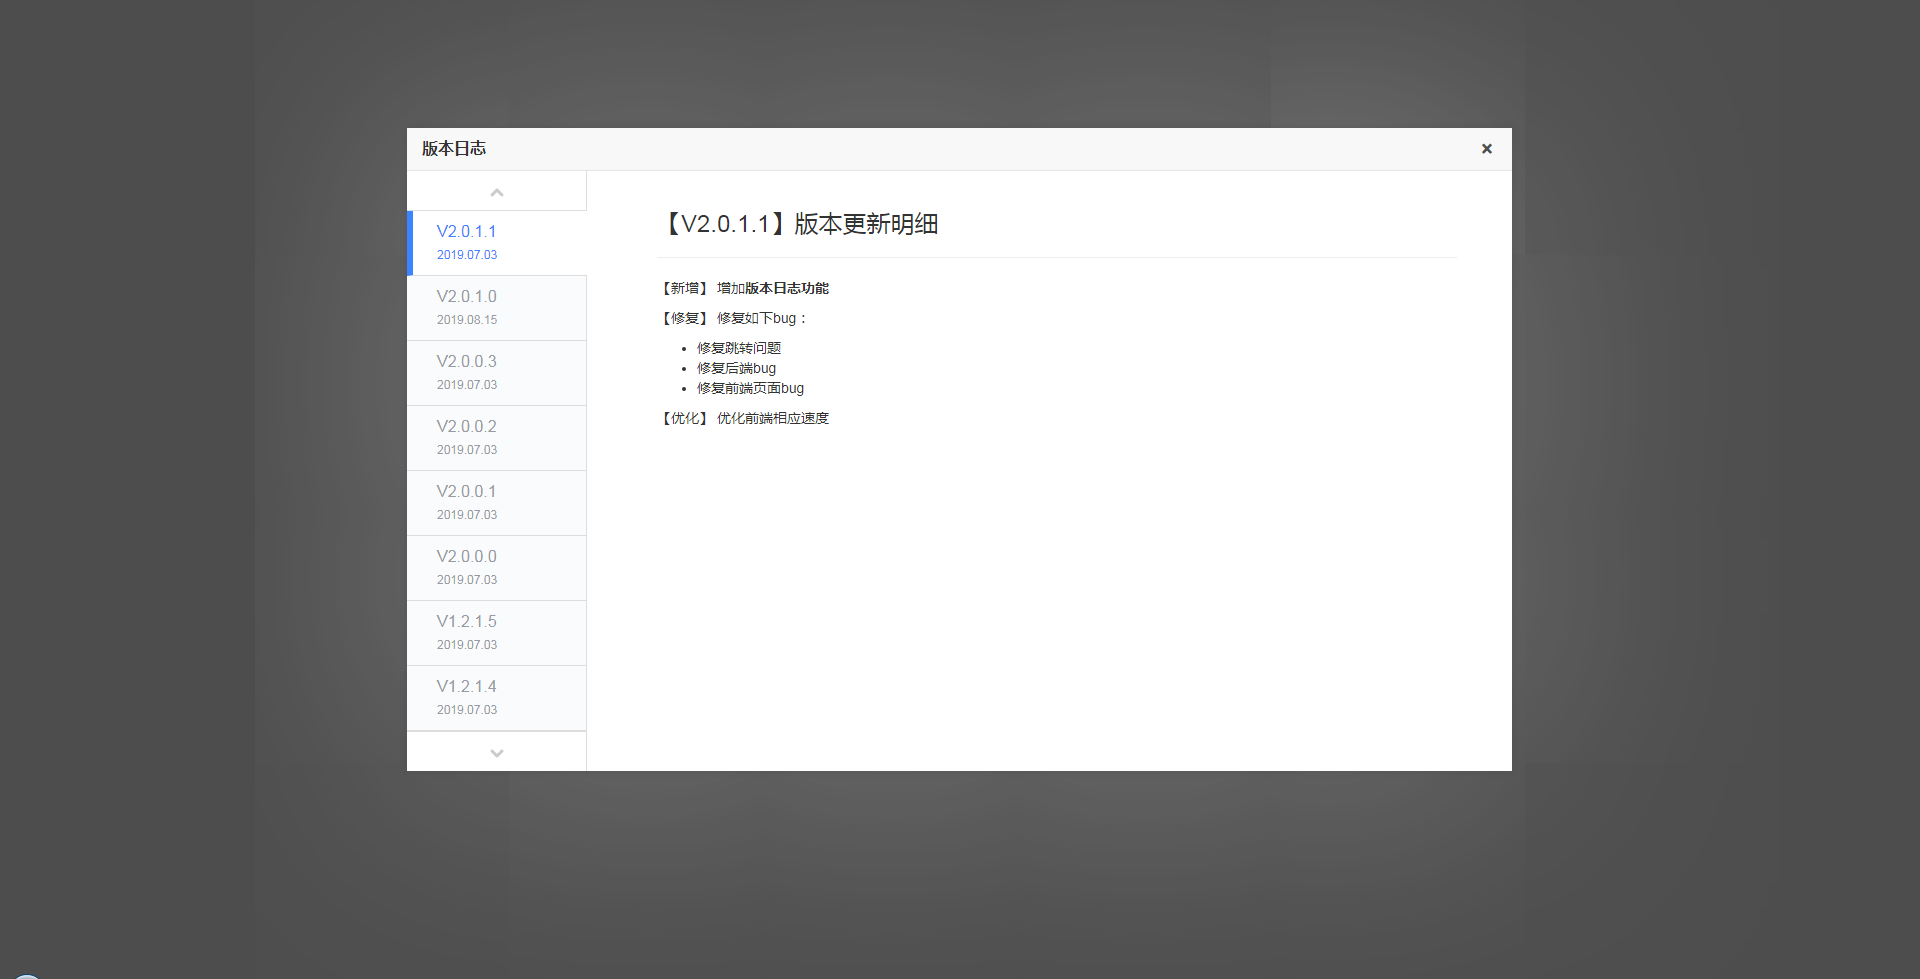 版本日志
V2.0.1.1
2019.07.03
V2.0.1.0
2019.08.15
V2.0.0.3
2019.07.03
V2.0.0.2
2019.07.03
V2.0.0.1
2019.07.03
V2.0.0.0
2019.07.03
V1.2.1.5
2019.07.03
V1.2.1.4
2019.07.03
【V2.0.1.1】版本更新明细
【新增】 增加版本日志功能
【修复】 修复如下bug：
• 修复跳转问题
• 修复后端bug
• 修复前端页面bug
【优化】 优化前端相应速度